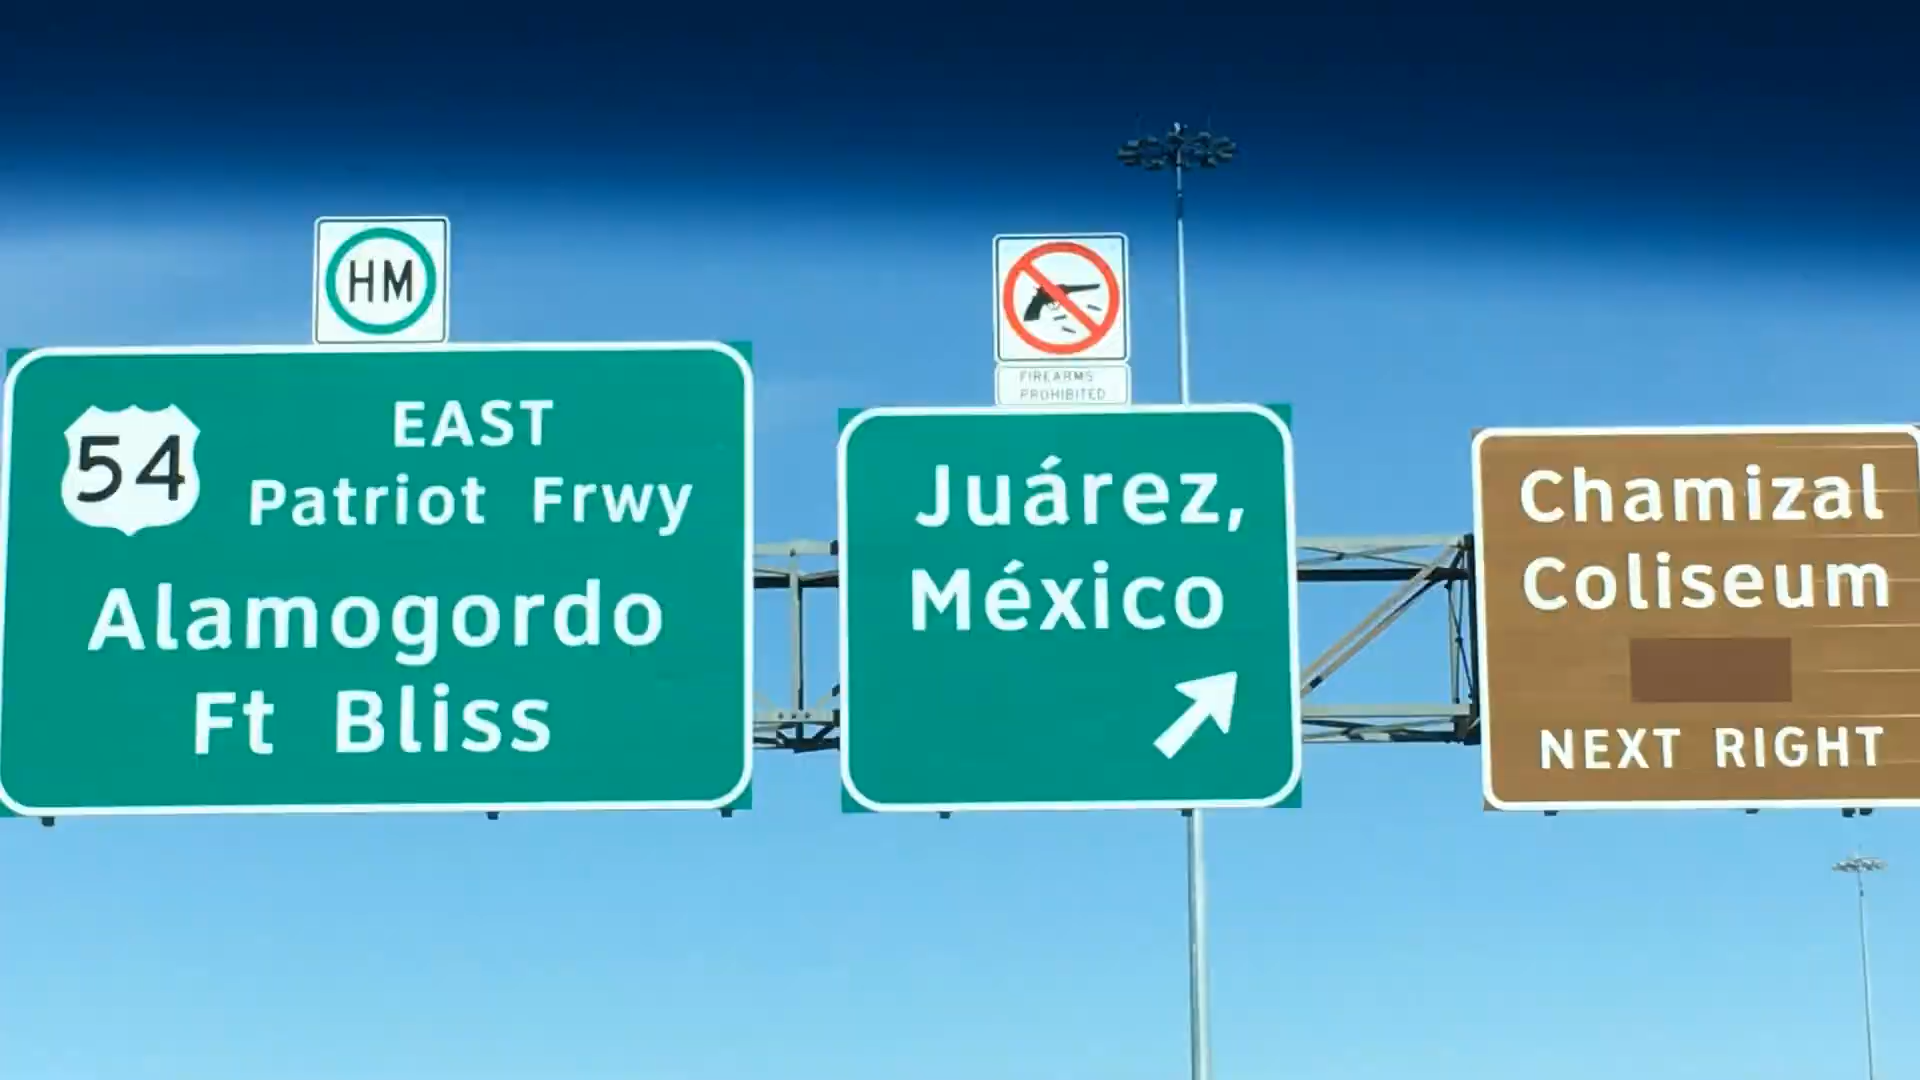 HM
54
EAST
Patriot Frwy
Alamogordo
Ft Bliss
FIREARMS
PROHIBITED
Juárez,
México
Chamizal
Coliseum
NEXT RIGHT